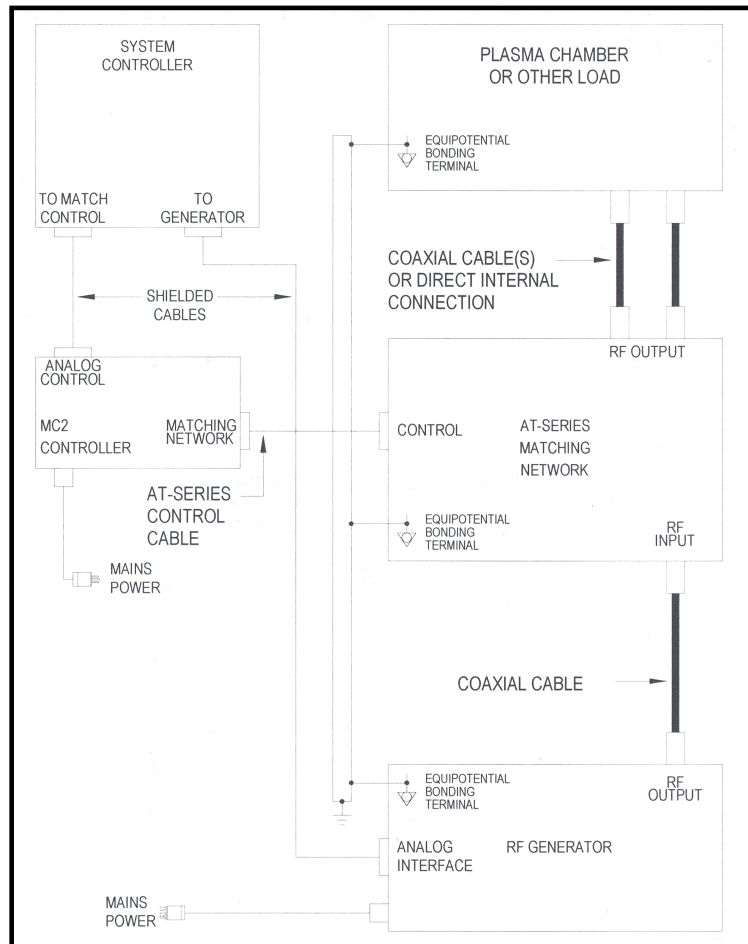 SYSTEM
CONTROLLER
TO MATCH
CONTROL
TO
GENERATOR
PLASMA CHAMBER
OR OTHER LOAD
EQUIPOTENTIAL
BONDING
TERMINAL
COAXIAL CABLE(S)
OR DIRECT INTERNAL
CONNECTION
SHIELDED
CABLES
RF OUTPUT
ANALOG
CONTROL
MC2
CONTROLLER
MATCHING
NETWORK
CONTROL
AT-SERIES
MATCHING
NETWORK
AT-SERIES
CONTROL
CABLE
EQUIPOTENTIAL
BONDING
TERMINAL
RF
INPUT
MAINS
POWER
COAXIAL CABLE
EQUIPOTENTIAL
BONDING
TERMINAL
RF
OUTPUT
ANALOG
INTERFACE
RF GENERATOR
MAINS
POWER